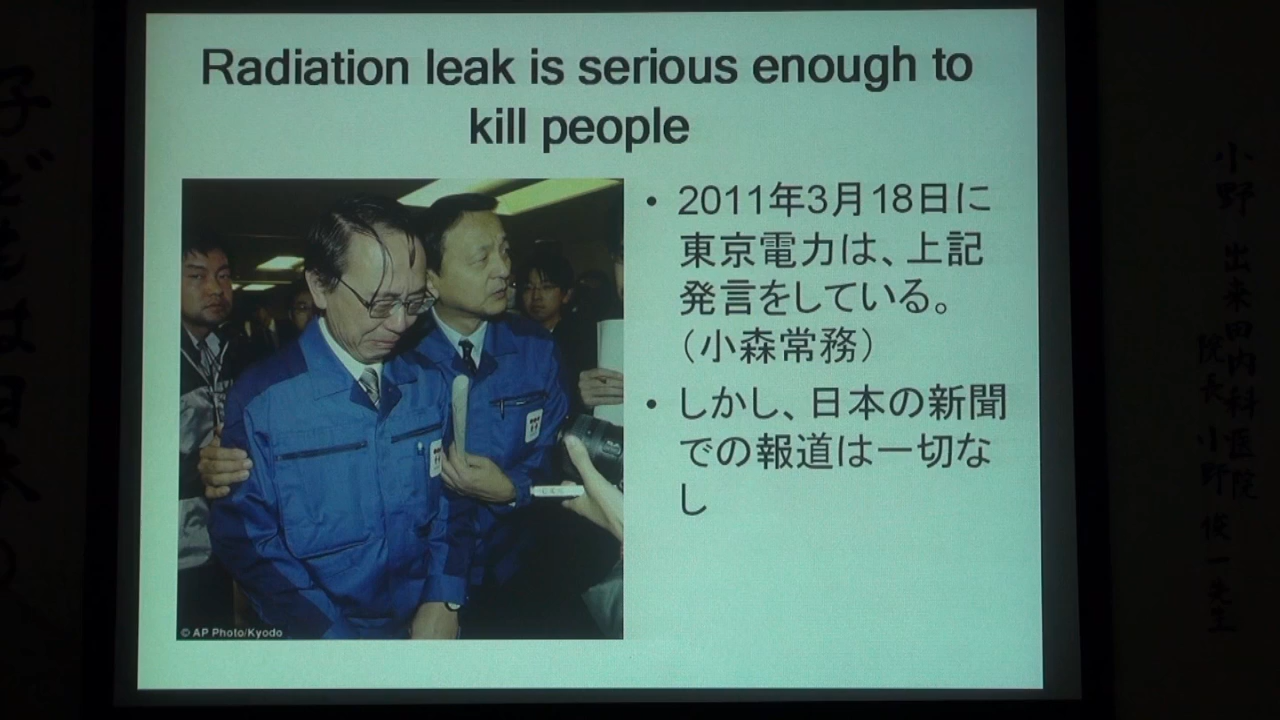 Radiation leak is serious enough to
kill people
• 2011年3月18日に
東京電力は、上記
発言をしている。
（小森常務）
• しかし、日本の新聞
での報道は一切な
し
© AP Photo/Kyodo
小野・出来田内科医院
院長 小野 俊一 先生